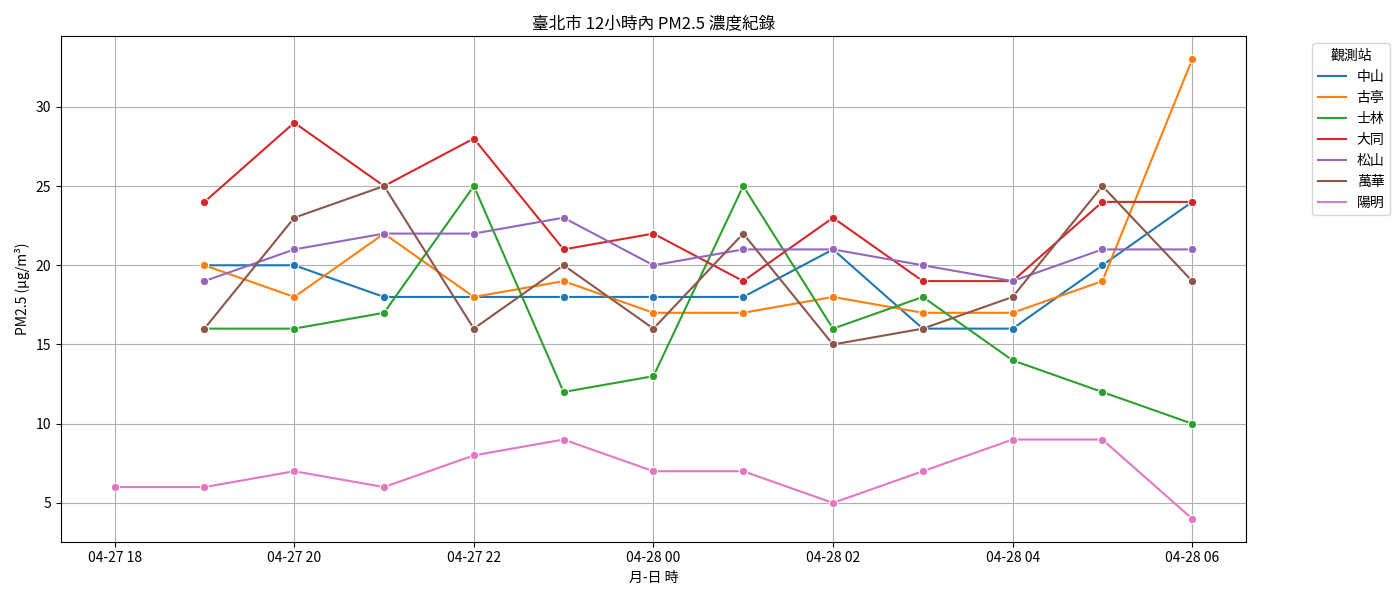 臺北市 12小時內 PM2.5 濃度紀錄
PM2.5 (μg/m³)
30
25
20
15
10
5
04-27 18
04-27 20
04-27 22
04-28 00
04-28 02
04-28 04
04-28 06
月-日 時
觀測站
中山
古亭
士林
大同
松山
萬華
陽明